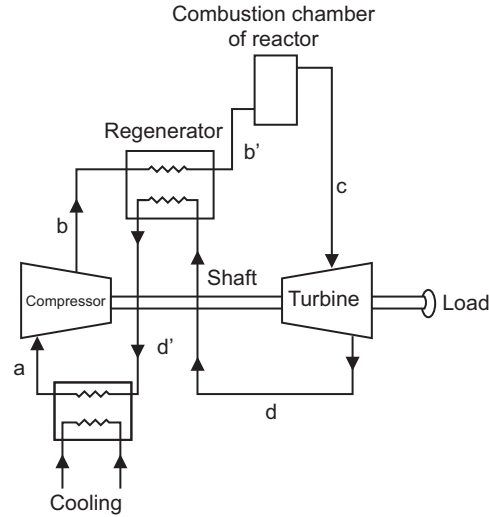 Combustion chamber
of reactor
Regenerator
b’
b
c
Shaft
Compressor
Turbine
Load
d’
a
d
Cooling